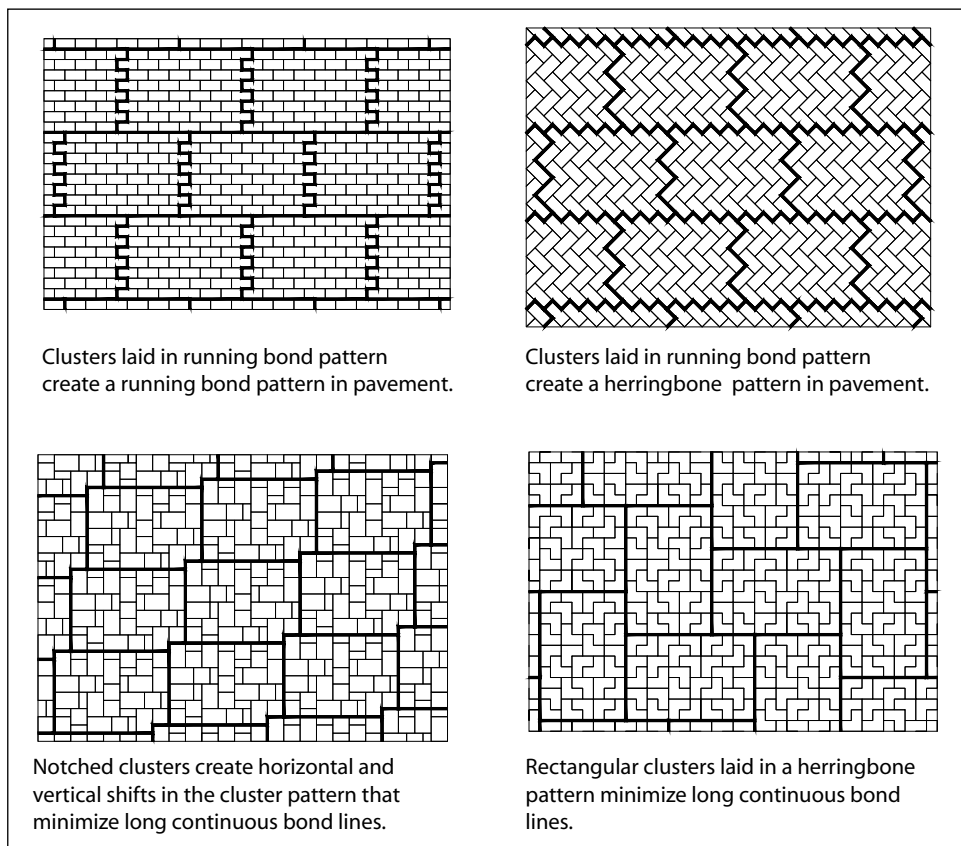 Clusters laid in running bond pattern
create a running bond pattern in pavement.
Clusters laid in running bond pattern
create a herringbone pattern in pavement.
Notched clusters create horizontal and
vertical shifts in the cluster pattern that
minimize long continuous bond lines.
Rectangular clusters laid in a herringbone
pattern minimize long continuous bond
lines.